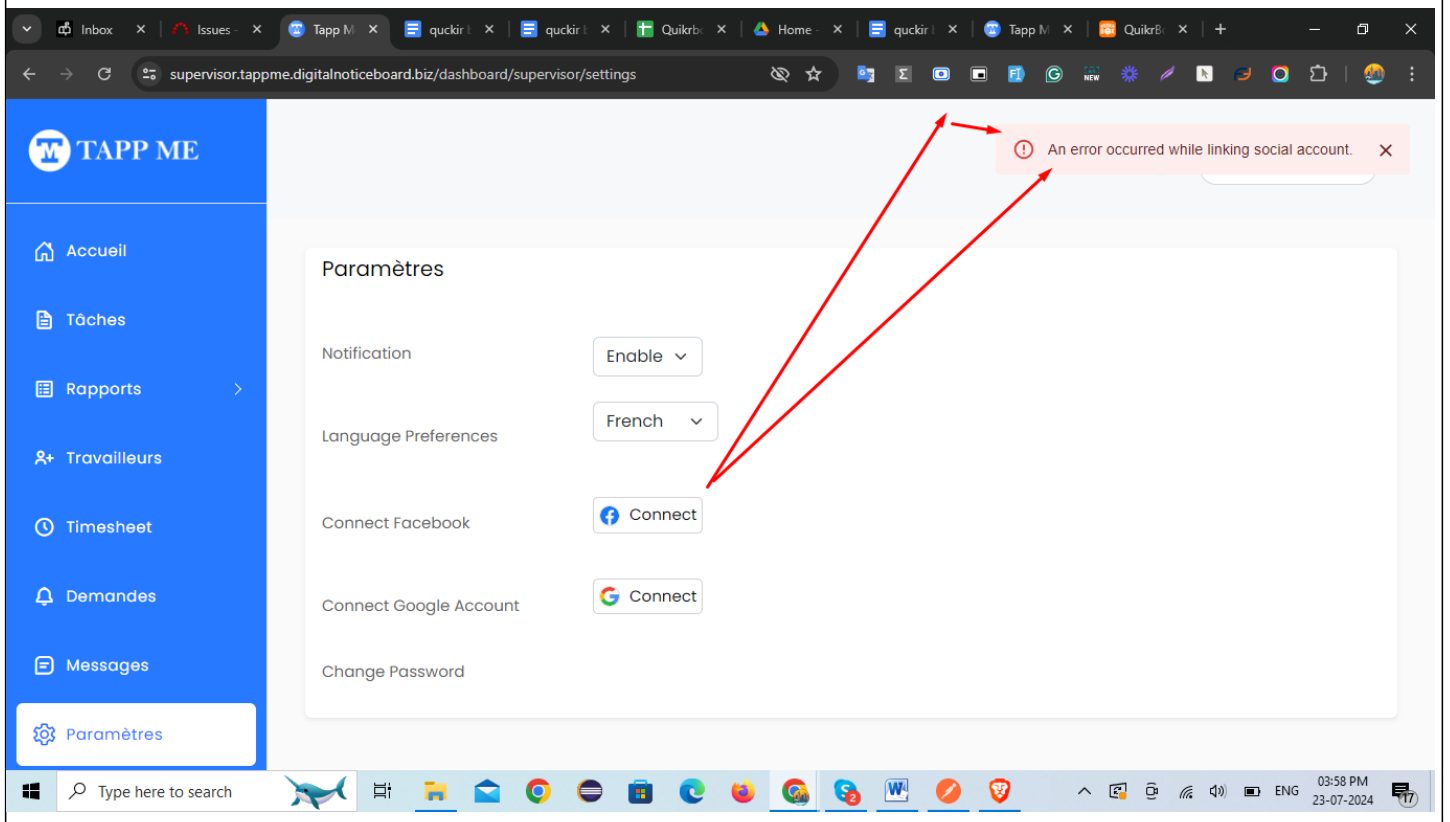 Inbox
Issues -
Tapp M
quckir
quckir
Quikrb
Home -
quckir
Tapp M
QuikrB
supervisor.tappme.digitalnoticeboard.biz/dashboard/supervisor/settings
NEW
TAPP ME
An error occurred while linking social account.
Accueil
Tâches
Rapports
Travailleurs
Timesheet
Demandes
Messages
Paramètres
Paramètres
Notification
Enable
Language Preferences
French
Connect Facebook
Connect
Connect Google Account
Connect
Change Password
Type here to search
2
ENG
03:58 PM
23-07-2024
17